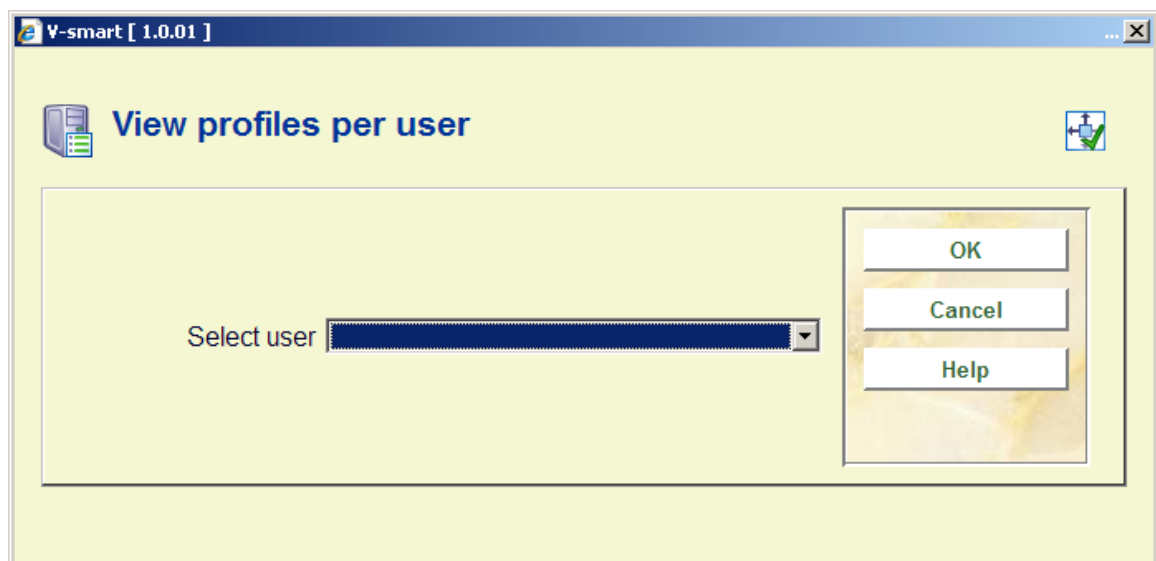 V-smart [ 1.0.01 ] ...
View profiles per user
Select user
OK
Cancel
Help